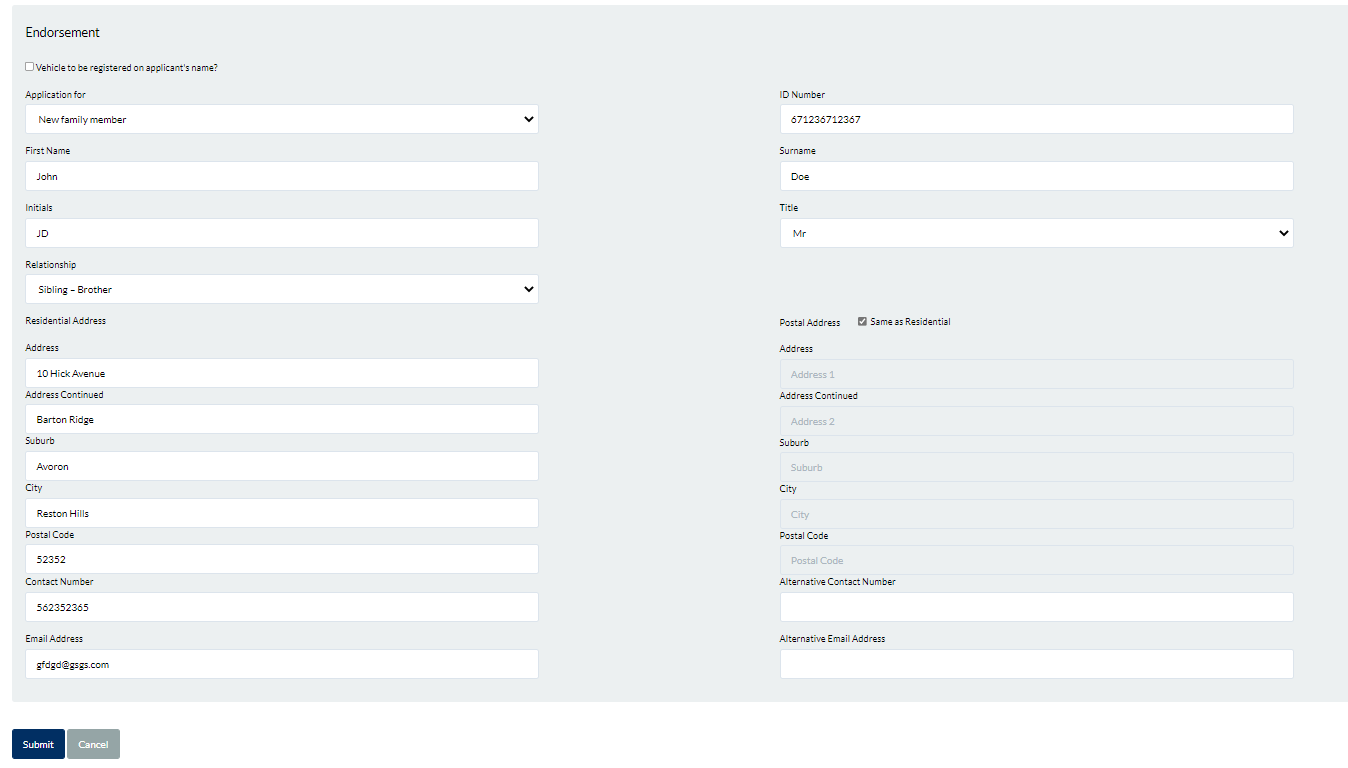 Endorsement
Vehicle to be registered on applicant's name?
Application for ID Number
New family member 671236712367
First Name Surname
John Doe
Initials Title
JD Mr
Relationship
Sibling – Brother
Residential Address Postal Address Same as Residential
Address Address
10 Hick Avenue Address 1
Address Continued Address Continued
Barton Ridge Address 2
Suburb Suburb
Avoron Suburb
City City
Reston Hills City
Postal Code Postal Code
52352 Postal Code
Contact Number Alternative Contact Number
562352365
Email Address Alternative Email Address
gfdgd@gsgs.com
Submit Cancel